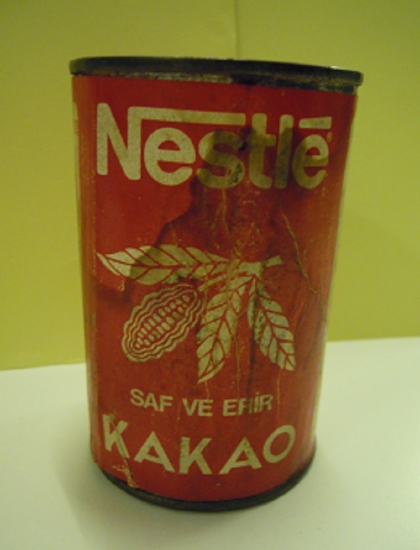 Nestlé
SAF VE ERİR
KAKAO